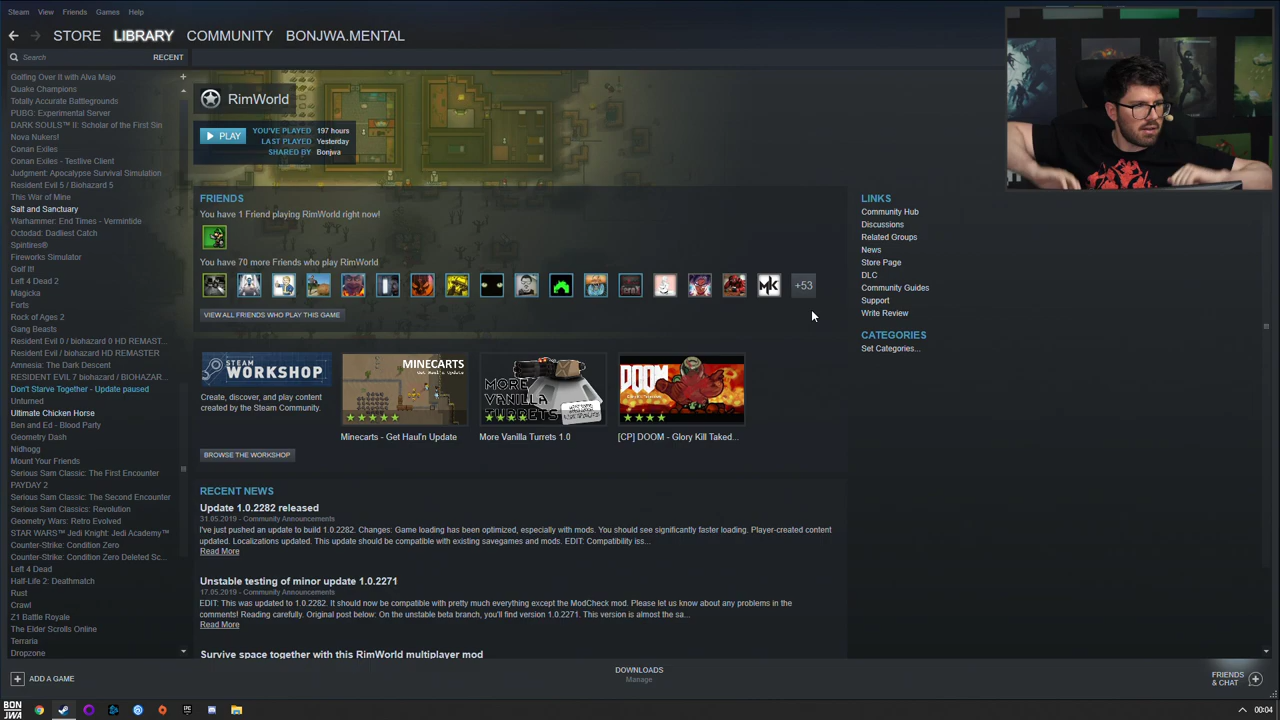 Steam View Friends Games Help
STORE LIBRARY COMMUNITY BONJWA.MENTAL
Search RECENT
Golfing Over It with Alva Majo
Quake Champions
Totally Accurate Battlegrounds
PUBG: Experimental Server
DARK SOULS™ II: Scholar of the First Sin
Nova Nukers!
Conan Exiles
Conan Exiles - Testlive Client
Judgment: Apocalypse Survival Simulation
Resident Evil 5 / Biohazard 5
This War of Mine
Salt and Sanctuary
Warhammer: End Times - Vermintide
Octodad: Dadliest Catch
Spintires®
Fireworks Simulator
Golf It!
Left 4 Dead 2
Magicka
Forts
Rock of Ages 2
Gang Beasts
Resident Evil 0 / biohazard 0 HD REMAST...
Resident Evil / biohazard HD REMASTER
Amnesia: The Dark Descent
RESIDENT EVIL 7 biohazard / BIOHAZAR...
Don't Starve Together - Update paused
Unturned
Ultimate Chicken Horse
Ben and Ed - Blood Party
Geometry Dash
Nidhogg
Mount Your Friends
Serious Sam Classic: The First Encounter
PAYDAY 2
Serious Sam Classic: The Second Encounter
Serious Sam Classics: Revolution
Geometry Wars: Retro Evolved
STAR WARS™ Jedi Knight: Jedi Academy™
Counter-Strike: Condition Zero
Counter-Strike: Condition Zero Deleted Sc...
Left 4 Dead
Half-Life 2: Deathmatch
Rust
Crawl
Z1 Battle Royale
The Elder Scrolls Online
Terraria
Dropzone
+ ADD A GAME
RimWorld
PLAY
YOU'VE PLAYED 197 hours
LAST PLAYED Yesterday
SHARED BY Bonjwa
FRIENDS
You have 1 Friend playing RimWorld right now!
You have 70 more Friends who play RimWorld
MK
+53
VIEW ALL FRIENDS WHO PLAY THIS GAME
STEAM WORKSHOP
Create, discover, and play content
created by the Steam Community.
BROWSE THE WORKSHOP
MINECARTS
Get Haul'n Update
Minecarts - Get Haul'n Update
MORE
VANILLA
TURRETS
More Vanilla Turrets 1.0
DOOM
[CP] DOOM - Glory Kill Taked...
RECENT NEWS
Update 1.0.2282 released
31.05.2019 - Community Announcements
I've just pushed an update to build 1.0.2282. Changes: Game loading has been optimized, especially with mods. You should see significantly faster loading. Player-created content
updated. Localizations updated. This update should be compatible with existing savegames and mods. EDIT: Compatibility iss...
Read More
Unstable testing of minor update 1.0.2271
17.05.2019 - Community Announcements
EDIT: This was updated to 1.0.2282. It should now be compatible with pretty much everything except the ModCheck mod. Please let us know about any problems in the
comments! Reading carefully. Original post below: On the unstable beta branch, you'll find version 1.0.2271. This version is almost the sa...
Read More
Survive space together with this RimWorld multiplayer mod
LINKS
Community Hub
Discussions
Related Groups
News
Store Page
DLC
Community Guides
Support
Write Review
CATEGORIES
Set Categories...
DOWNLOADS
Manage
FRIENDS
& CHAT
BON
JWA
00:04